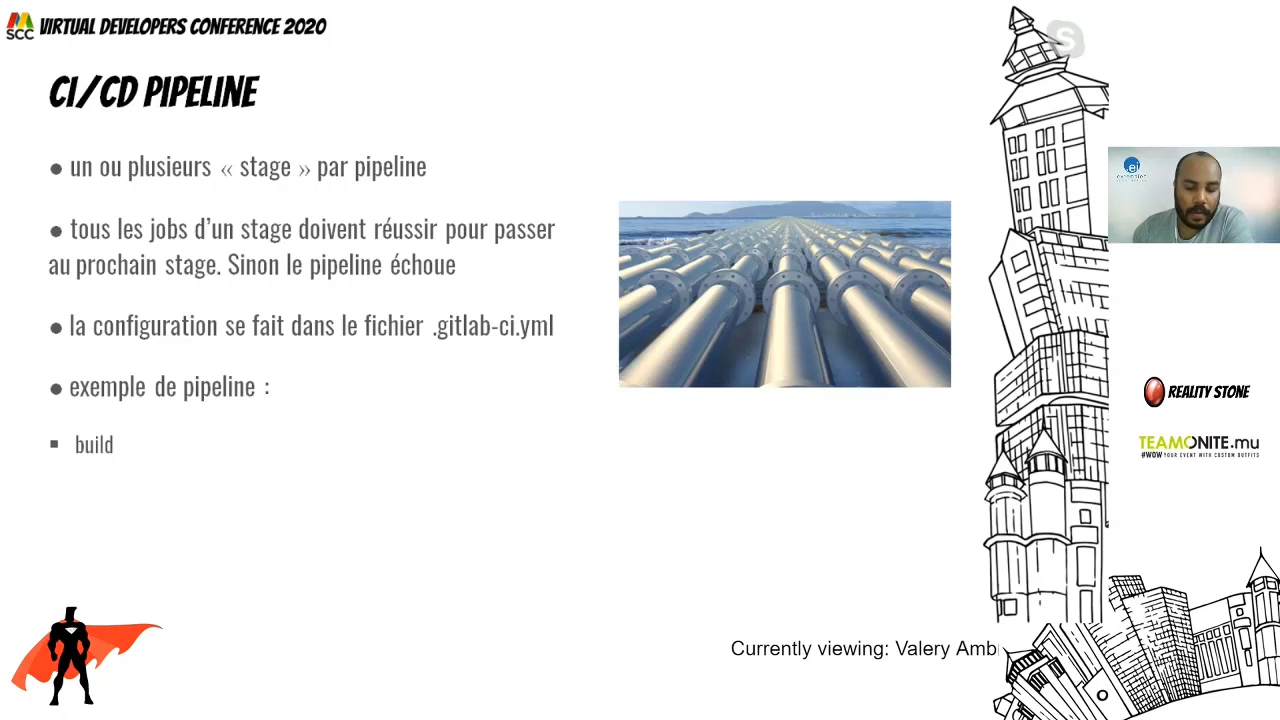 SCC VIRTUAL DEVELOPERS CONFERENCE 2020
CI/CD PIPELINE
● un ou plusieurs « stage » par pipeline
● tous les jobs d'un stage doivent réussir pour passer
au prochain stage. Sinon le pipeline échoue
● la configuration se fait dans le fichier .gitlab-ci.yml
● exemple de pipeline :
▪ build
S
REALITY STONE
TEAMONITE.mu
#WOW YOUR EVENT WITH CUSTOM OUTFITS
Currently viewing: Valery Amb